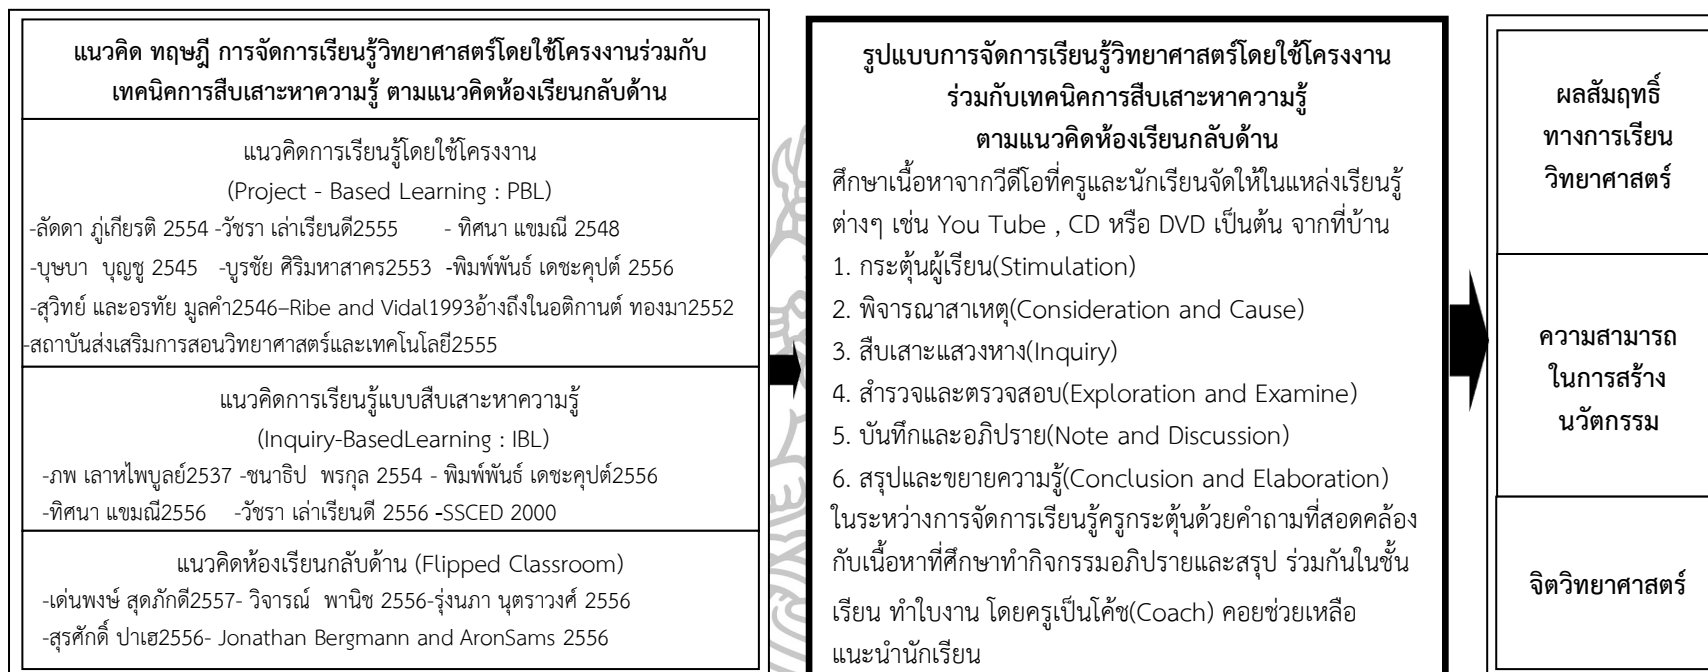 แนวคิด ทฤษฎี การจัดการเรียนรู้วิทยาศาสตร์โดยใช้โครงงานร่วมกับ
เทคนิคการสืบเสาะหาความรู้ ตามแนวคิดห้องเรียนกลับด้าน
แนวคิดการเรียนรู้โดยใช้โครงงาน
(Project - Based Learning : PBL)
-ลัดดา ภู่เกียรติ 2554 -วัชรา เล่าเรียนดี2555 - ทิศนา แขมณี 2548
-บุษบา บุญชู 2545 -บูรชัย ศิริมหาสาคร2553 -พิมพ์พันธ์ เดชะคุปต์ 2556
-สุวิทย์ และอรทัย มูลคำ2546–Ribe and Vidal1993อ้างถึงในอติกานต์ ทองมา2552
-สถาบันส่งเสริมการสอนวิทยาศาสตร์และเทคโนโลยี2555
แนวคิดการเรียนรู้แบบสืบเสาะหาความรู้
(Inquiry-BasedLearning : IBL)
-ภพ เลาหไพบูลย์2537 -ชนาธิป พรกุล 2554 - พิมพ์พันธ์ เดชะคุปต์2556
-ทิศนา แขมณี2556 -วัชรา เล่าเรียนดี 2556 -SSCED 2000
แนวคิดห้องเรียนกลับด้าน (Flipped Classroom)
-เด่นพงษ์ สุดภักดี2557- วิจารณ์ พานิช 2556-รุ่งนภา นุตราวงศ์ 2556
-สุรศักดิ์ ปาเฮ2556- Jonathan Bergmann and AronSams 2556
รูปแบบการจัดการเรียนรู้วิทยาศาสตร์โดยใช้โครงงาน
ร่วมกับเทคนิคการสืบเสาะหาความรู้
ตามแนวคิดห้องเรียนกลับด้าน
ศึกษาเนื้อหาจากวีดีโอที่ครูและนักเรียนจัดให้ในแหล่งเรียนรู้
ต่างๆ เช่น You Tube , CD หรือ DVD เป็นต้น จากที่บ้าน
1. กระตุ้นผู้เรียน(Stimulation)
2. พิจารณาสาเหตุ(Consideration and Cause)
3. สืบเสาะแสวงหาง(Inquiry)
4. สำรวจและตรวจสอบ(Exploration and Examine)
5. บันทึกและอภิปราย(Note and Discussion)
6. สรุปและขยายความรู้(Conclusion and Elaboration)
ในระหว่างการจัดการเรียนรู้ครูกระตุ้นด้วยคำถามที่สอดคล้อง
กับเนื้อหาที่ศึกษาทำกิจกรรมอภิปรายและสรุป ร่วมกันในชั้น
เรียน ทำใบงาน โดยครูเป็นโค้ช(Coach) คอยช่วยเหลือ
แนะนำนักเรียน
ผลสัมฤทธิ์
ทางการเรียน
วิทยาศาสตร์
ความสามารถ
ในการสร้าง
นวัตกรรม
จิตวิทยาศาสตร์